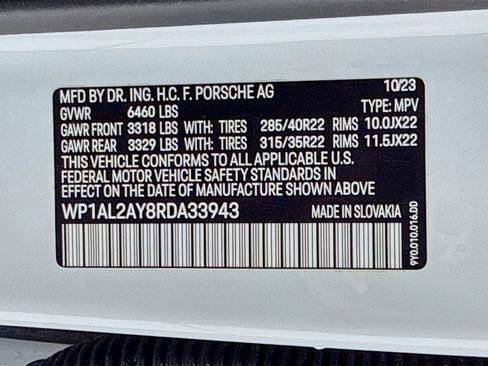 MFD BY DR. ING. H.C. F. PORSCHE AG 10/23
GVWR 6460 LBS TYPE: MPV
GAWR FRONT 3318 LBS WITH: TIRES 285/40R22 RIMS 10.0JX22
GAWR REAR 3329 LBS WITH: TIRES 315/35R22 RIMS 11.5JX22
THIS VEHICLE CONFORMS TO ALL APPLICABLE
FEDERAL MOTOR VEHICLE SAFETY STANDARDS IN
EFFECT ON THE DATE OF MANUFACTURE SHOWN ABOVE
WP1AL2AY8RDA33943 MADE IN SLOVAKIA
9Y0.010.016.DD